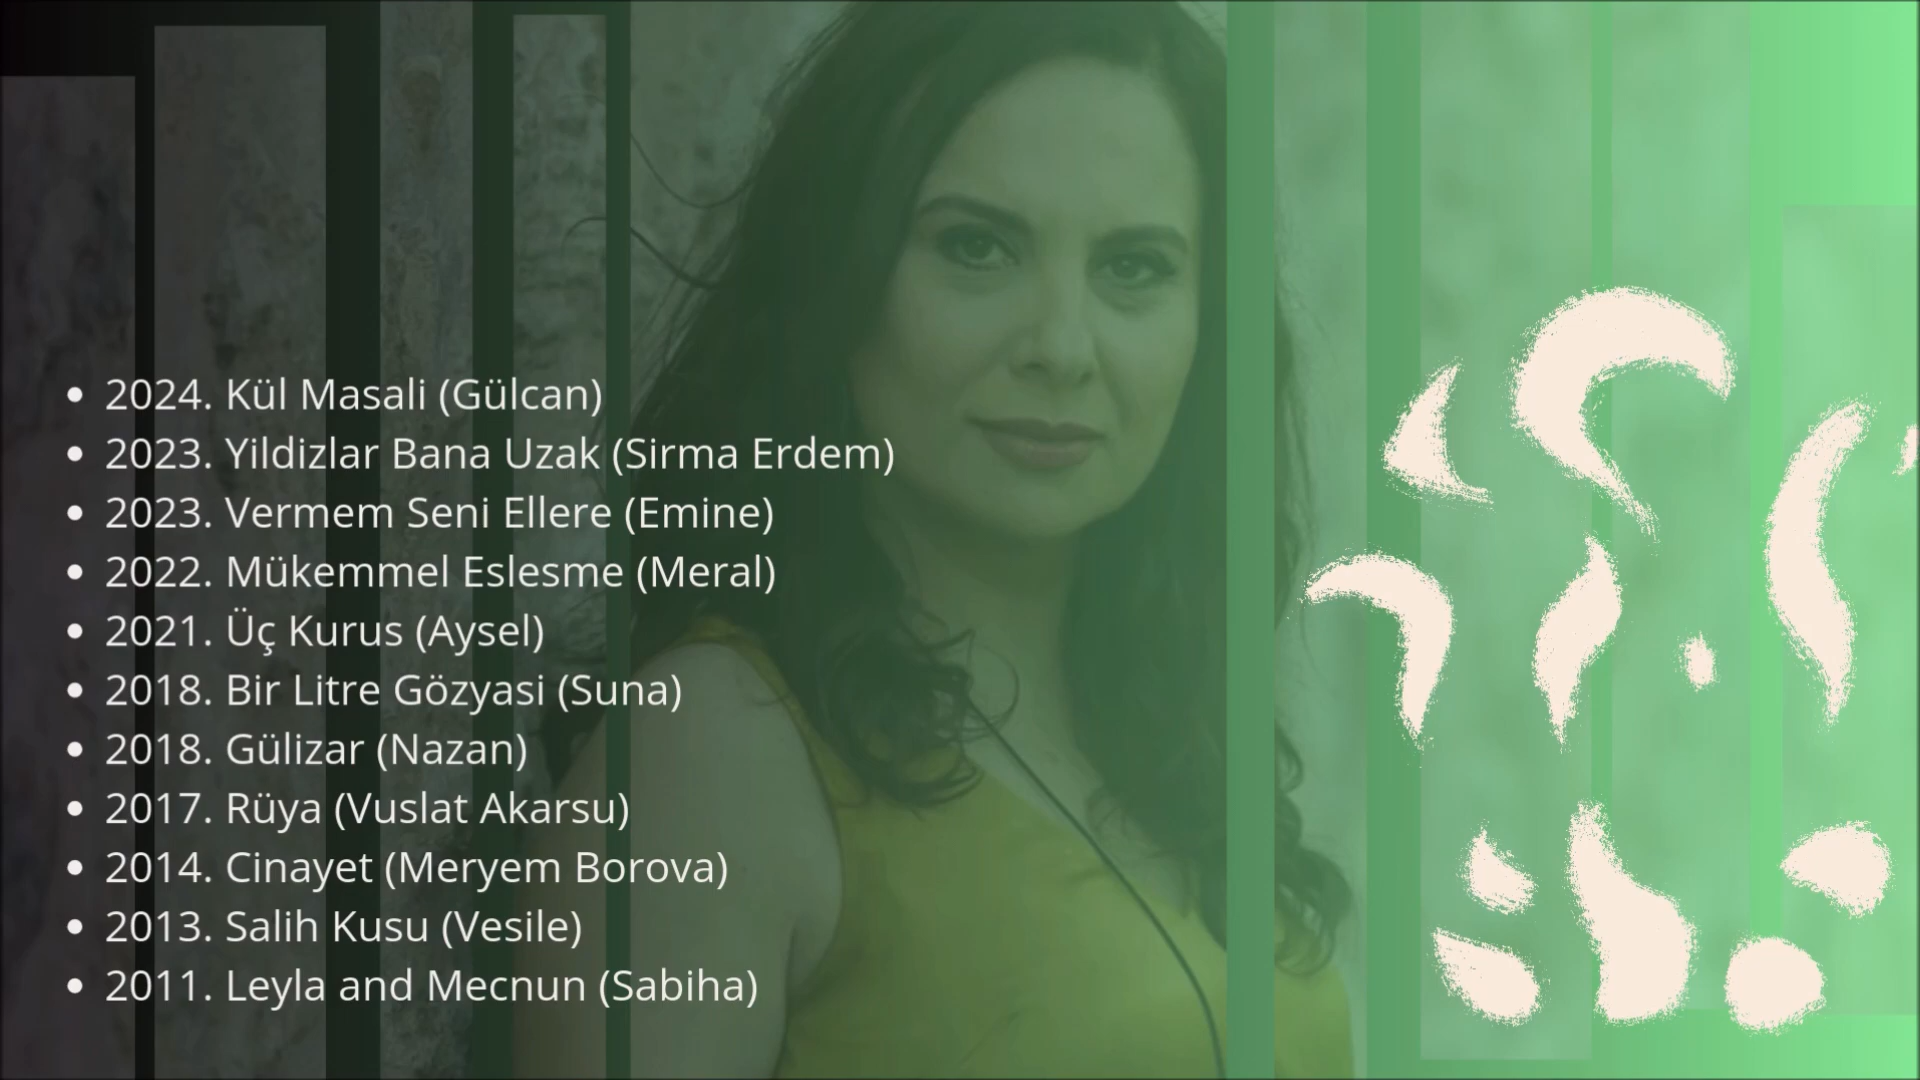 • 2024. Kül Masali (Gülcan)
• 2023. Yildizlar Bana Uzak (Sirma Erdem)
• 2023. Vermem Seni Ellere (Emine)
• 2022. Mükemmel Eslesme (Meral)
• 2021. Üç Kurus (Aysel)
• 2018. Bir Litre Gözyasi (Suna)
• 2018. Gülizar (Nazan)
• 2017. Rüya (Vuslat Akarsu)
• 2014. Cinayet (Meryem Borova)
• 2013. Salih Kusu (Vesile)
• 2011. Leyla and Mecnun (Sabiha)